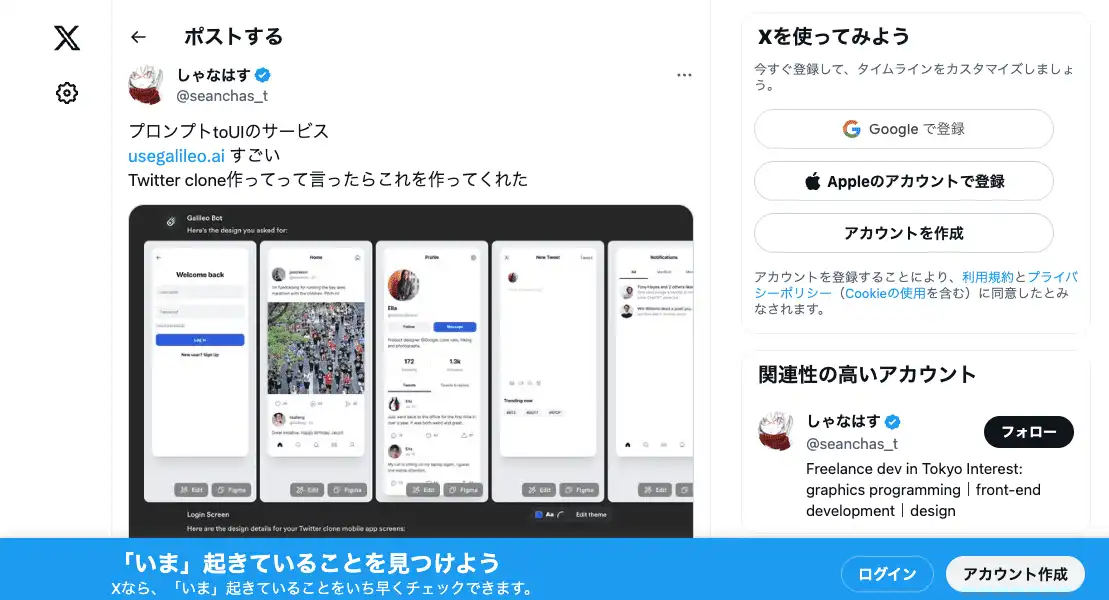 ポストする
しゃなはす
@seanchas_t
プロンプトtoUIのサービス
usegalileo.ai すごい
Twitter clone作ってって言ったらこれを作ってくれた
Galileo Bot
Here's the design you asked for:
Welcome back
Log in
New user? Sign Up
Edit
Figma
Home
Edit
Figma
Profile
Ella
Follow
Message
Product designer @Google. Love cats, hiking
and photography.
172
1.3k
Tweets
Tweets & replies
Edit
Figma
New Tweet
Tweet
Trending now
Edit
Figma
Notifications
All
Edit
Login Screen
Aa
Edit theme
Here are the design details for your Twitter clone mobile app screens:
Xを使ってみよう
今すぐ登録して、タイムラインをカスタマイズしましょ
う。
Google で登録
Appleのアカウントで登録
アカウントを作成
アカウントを登録することにより、利用規約とプライバ
シーポリシー（Cookieの使用を含む）に同意したとみ
なされます。
関連性の高いアカウント
しゃなはす
@seanchas_t
フォロー
Freelance dev in Tokyo Interest:
graphics programming｜front-end
development｜design
「いま」起きていることを見つけよう
Xなら、「いま」起きていることをいち早くチェックできます。
ログイン
アカウント作成